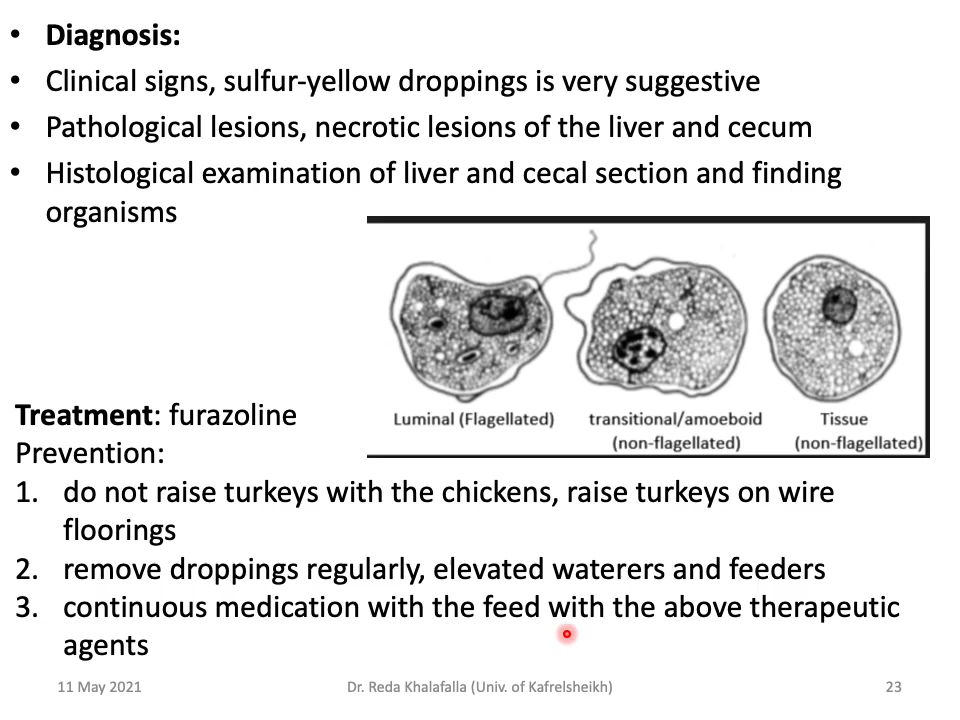 • Diagnosis:
• Clinical signs, sulfur-yellow droppings is very suggestive
• Pathological lesions, necrotic lesions of the liver and cecum
• Histological examination of liver and cecal section and finding
organisms
Luminal (Flagellated)
transitional/amoeboid
(non-flagellated)
Tissue
(non-flagellated)
Treatment: furazoline
Prevention:
1. do not raise turkeys with the chickens, raise turkeys on wire
floorings
2. remove droppings regularly, elevated waterers and feeders
3. continuous medication with the feed with the above therapeutic
agents
11 May 2021
Dr. Reda Khalafalla (Univ. of Kafrelsheikh)
23